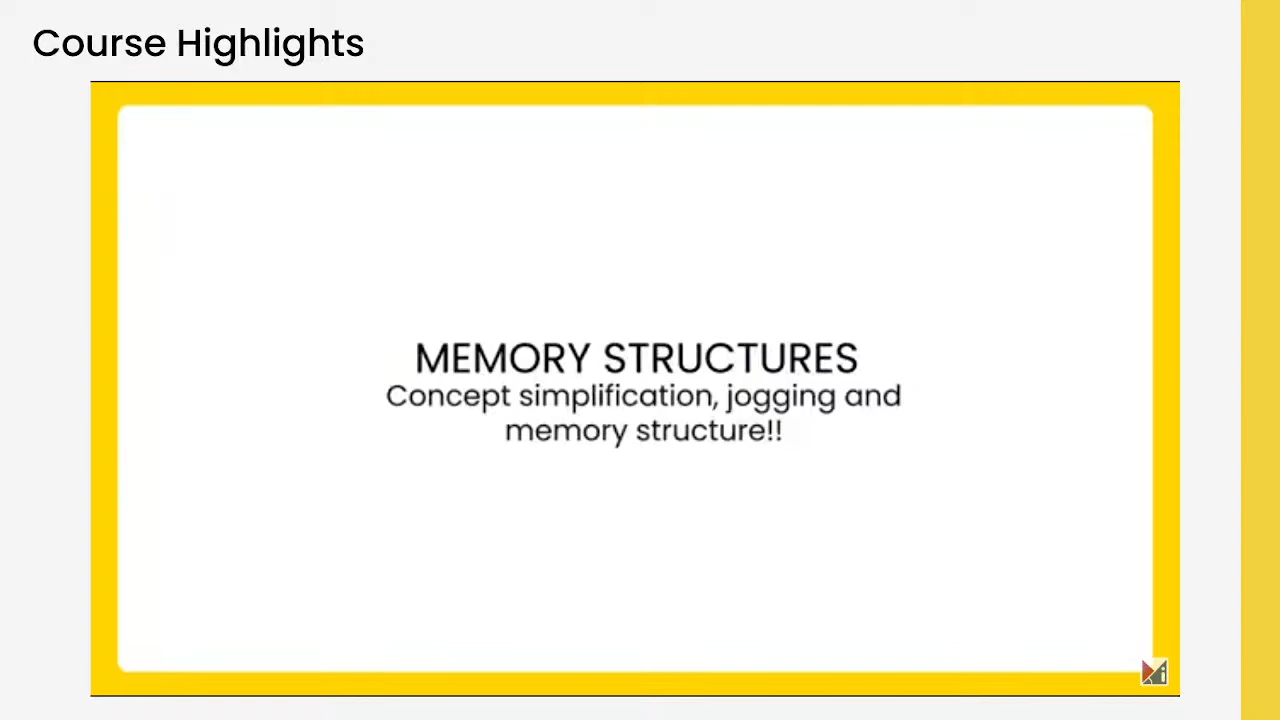 Course Highlights
MEMORY STRUCTURES
Concept simplification, jogging and
memory structure!!